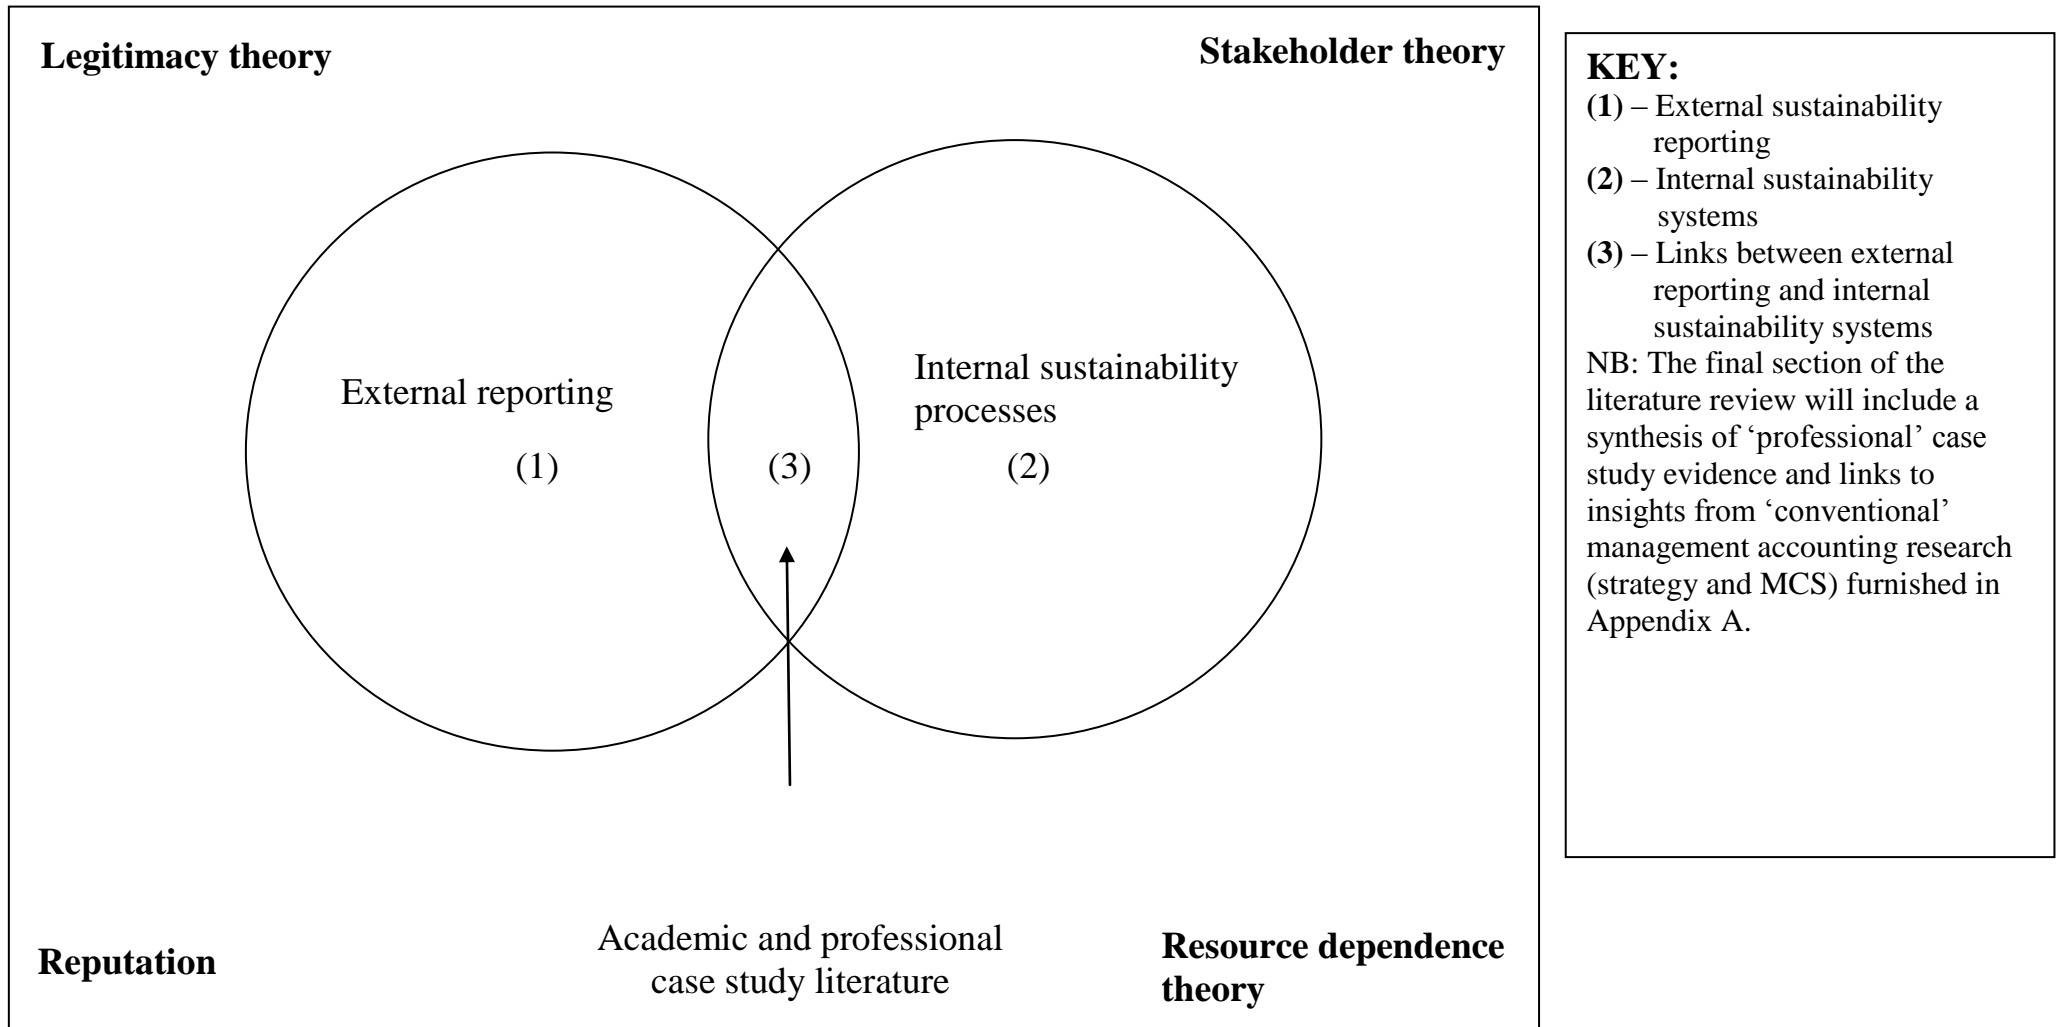 Legitimacy theory
Stakeholder theory
External reporting
(1)
(3)
Internal sustainability
processes
(2)
Reputation
Academic and professional
case study literature
Resource dependence
theory
KEY:
(1) – External sustainability
reporting
(2) – Internal sustainability
systems
(3) – Links between external
reporting and internal
sustainability systems
NB: The final section of the
literature review will include a
synthesis of ‘professional’ case
study evidence and links to
insights from ‘conventional’
management accounting research
(strategy and MCS) furnished in
Appendix A.